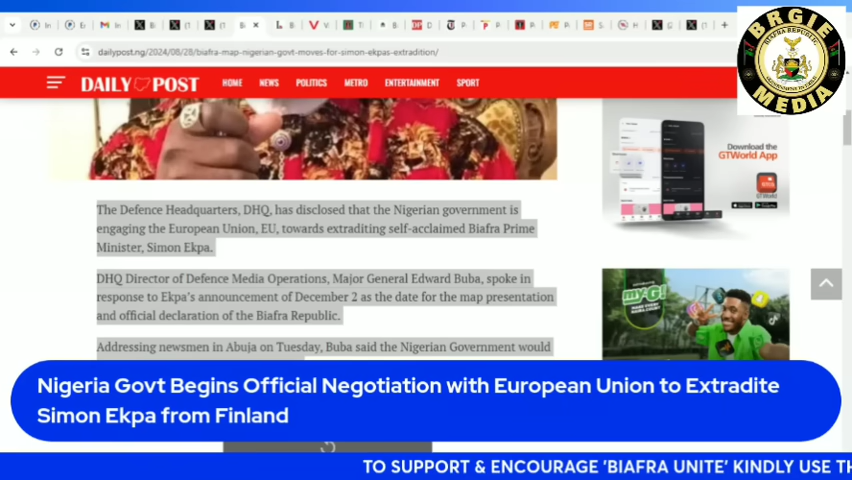 dailypost.ng/2024/08/28/biafra-map-nigerian-govt-moves-for-simon-ekpas-extradition/
DAILY POST HOME NEWS POLITICS METRO ENTERTAINMENT SPORT
BRGIE
BIAFRA REPUBLIC
MEDIA
Download the
GTWorld App
The Defence Headquarters, DHQ, has disclosed that the Nigerian government is
engaging the European Union, EU, towards extraditing self-acclaimed Biafra Prime
Minister, Simon Ekpa.
DHQ Director of Defence Media Operations, Major General Edward Buba, spoke in
response to Ekpa's announcement of December 2 as the date for the map presentation
and official declaration of the Biafra Republic.
Addressing newsmen in Abuja on Tuesday, Buba said the Nigerian Government would
my-G!
Nigeria Govt Begins Official Negotiation with European Union to Extradite
Simon Ekpa from Finland
TO SUPPORT & ENCOURAGE 'BIAFRA UNITE' KINDLY USE TH